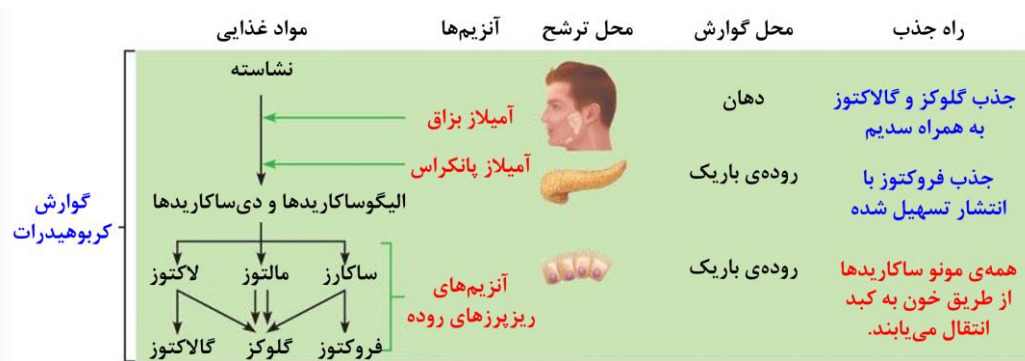 مواد غذایی
آنزیم‌ها
محل ترشح
محل گوارش
راه جذب
نشاسته
آمیلاز بزاق
دهان
جذب گلوکز و گالاکتوز
به همراه سدیم
آمیلاز پانکراس
روده‌ی باریک
جذب فروکتوز با
انتشار تسهیل شده
الیگوساکاریدها و دی‌ساکاریدها
گوارش
کربوهیدرات
ساکارز
مالتوز
لاکتوز
آنزیم‌های
ریزپرزهای روده
روده‌ی باریک
همه‌ی مونو ساکاریدها
از طریق خون به کبد
انتقال می‌یابند.
فروکتوز
گلوکز
گالاکتوز